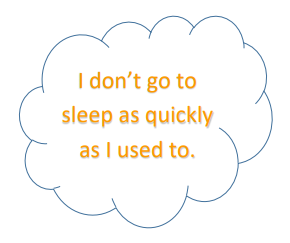 I don’t go to
sleep as quickly
as I used to.